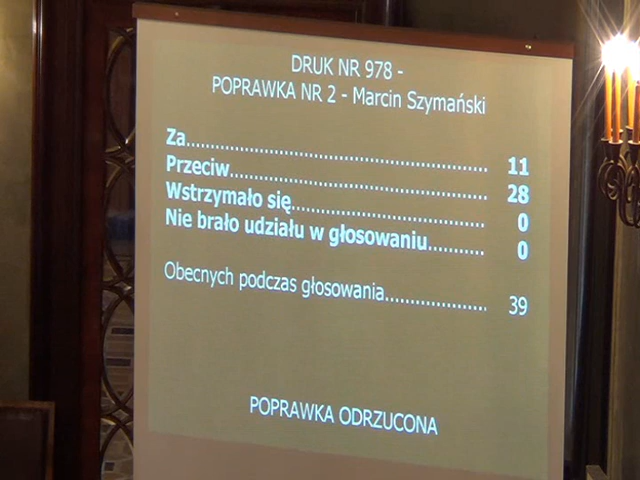 DRUK NR 978 -
POPRAWKA NR 2 - Marcin Szymański
Za.................................................. 11
Przeciw.......................................... 28
Wstrzymało się............................... 0
Nie brało udziału w głosowaniu.......... 0
Obecnych podczas głosowania.................. 39
POPRAWKA ODRZUCONA